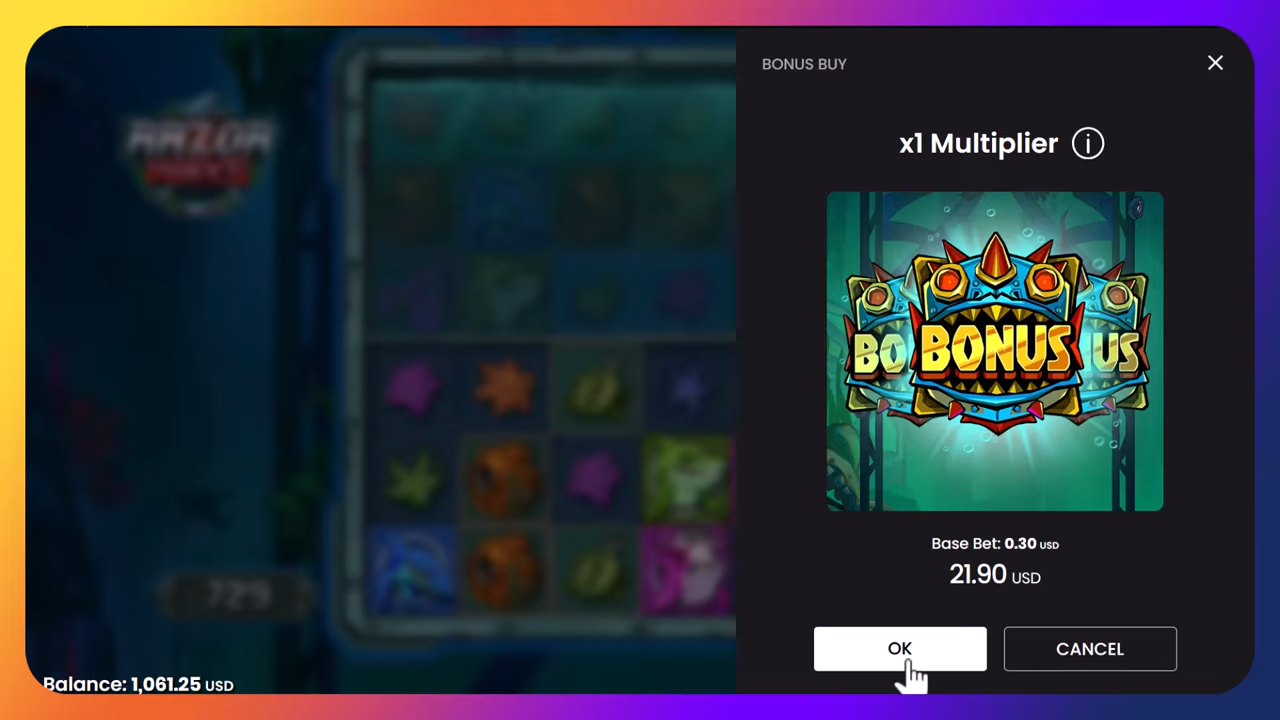 BONUS BUY
x1 Multiplier
BO BONUS US
RAZOR
Base Bet: 0.30 USD
21.90 USD
OK
CANCEL
Balance: 1,061.25 USD